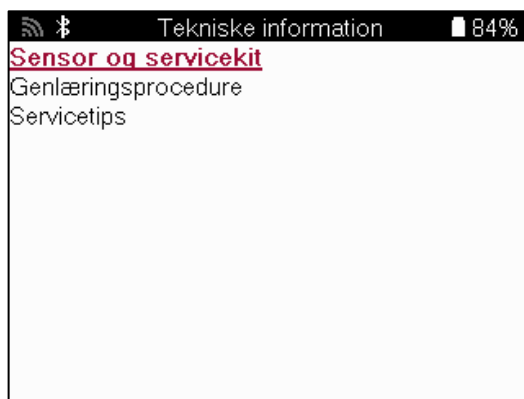 Tekniske information 84%
Sensor og servicekit
Genlæringsprocedure
Servicetips